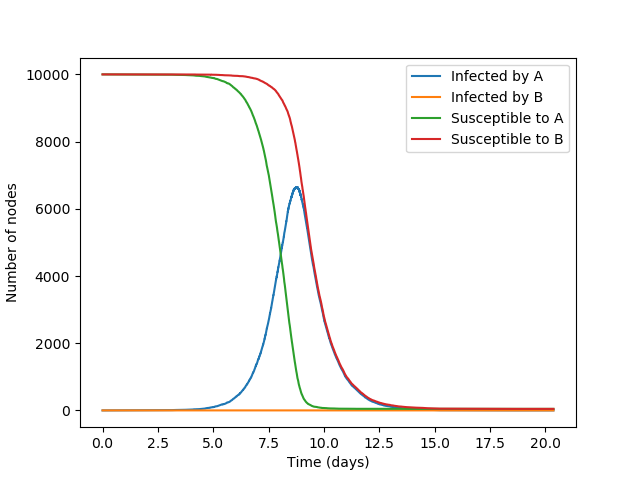 Infected by A
Infected by B
Susceptible to A
Susceptible to B
Number of nodes
10000
8000
6000
4000
2000
0
0.0 2.5 5.0 7.5 10.0 12.5 15.0 17.5 20.0
Time (days)